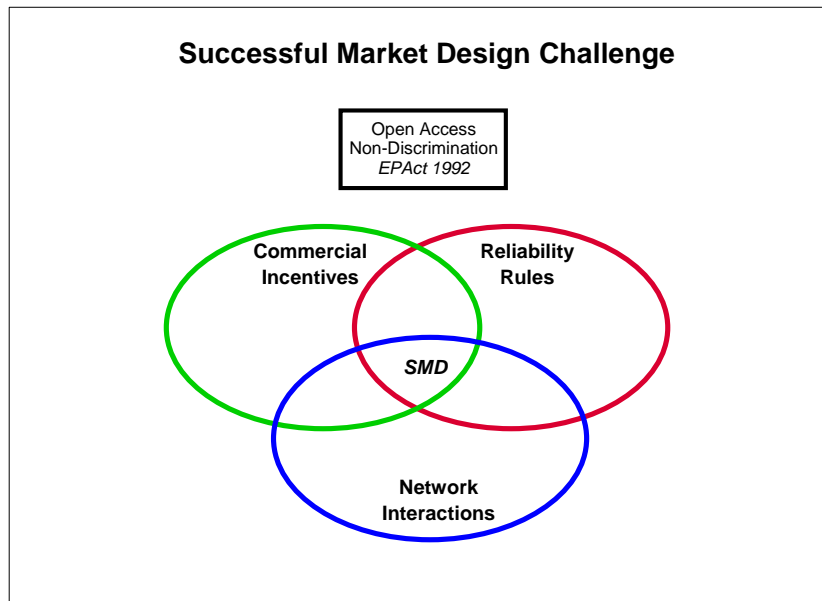 Successful Market Design Challenge
Open Access
Non-Discrimination
EPAct 1992
Commercial
Incentives
Reliability
Rules
SMD
Network
Interactions